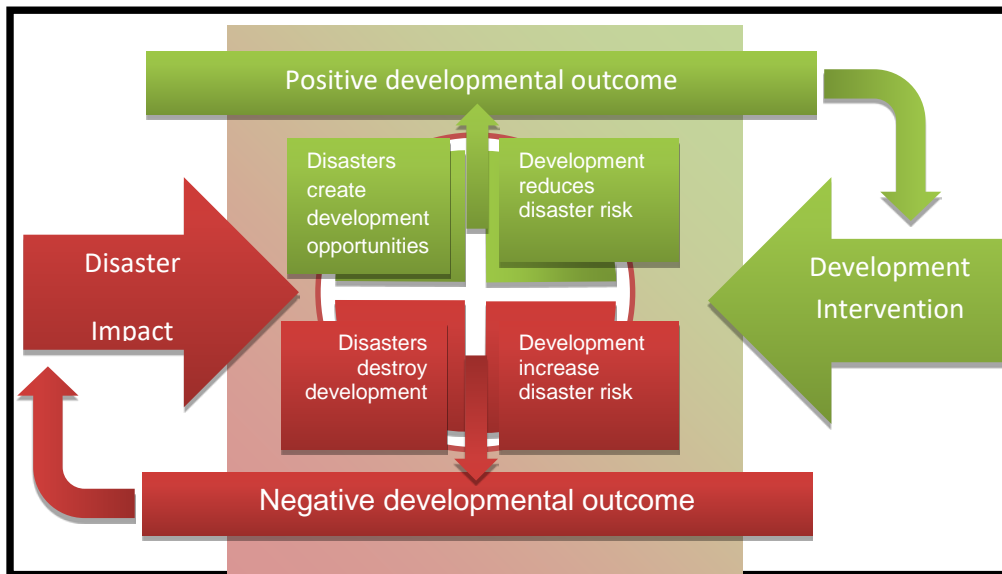 Positive developmental outcome
Disasters
create
development
opportunities
Development
reduces
disaster risk
Disaster
Impact
Development
Intervention
Disasters
destroy
development
Development
increase
disaster risk
Negative developmental outcome